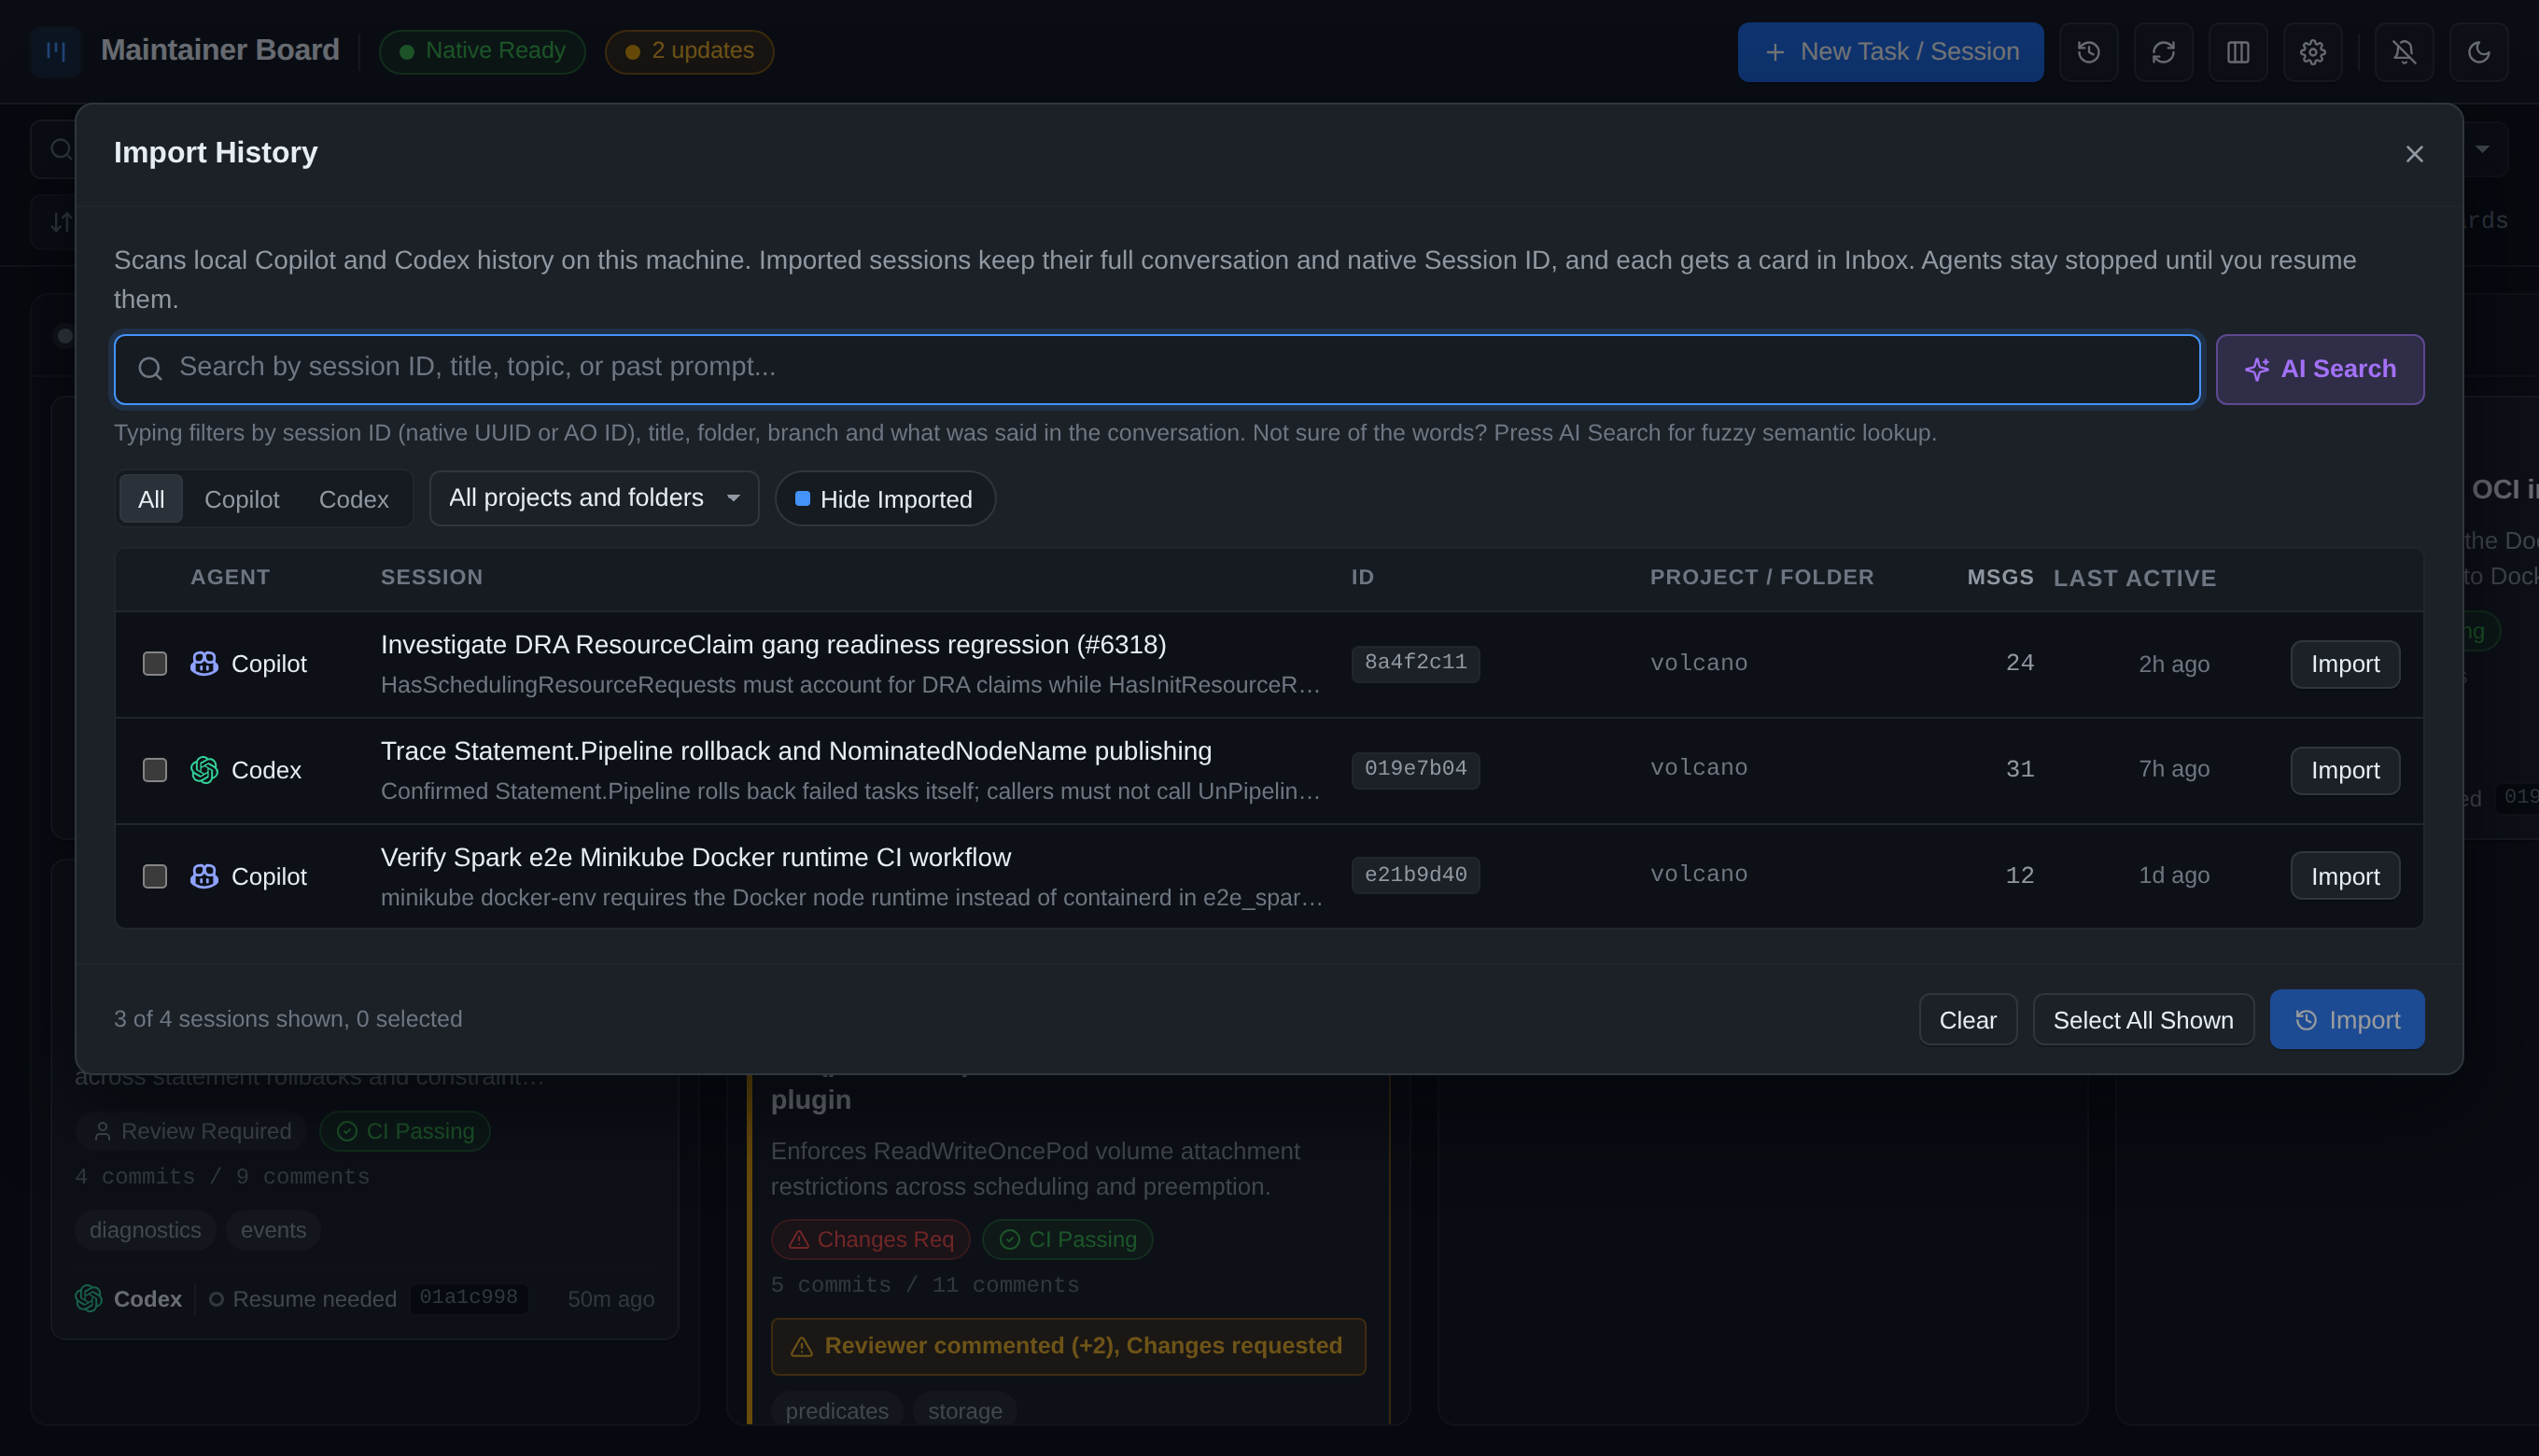 Maintainer Board
Native Ready
2 updates
New Task / Session
Import History
Scans local Copilot and Codex history on this machine. Imported sessions keep their full conversation and native Session ID, and each gets a card in Inbox. Agents stay stopped until you resume
them.
Search by session ID, title, topic, or past prompt...
AI Search
Typing filters by session ID (native UUID or AO ID), title, folder, branch and what was said in the conversation. Not sure of the words? Press AI Search for fuzzy semantic lookup.
All Copilot Codex
All projects and folders
Hide Imported
AGENT SESSION ID PROJECT / FOLDER MSGS LAST ACTIVE
Copilot
Investigate DRA ResourceClaim gang readiness regression (#6318)
HasSchedulingResourceRequests must account for DRA claims while HasInitResourceR…
8a4f2c11 volcano 24 2h ago Import
Codex
Trace Statement.Pipeline rollback and NominatedNodeName publishing
Confirmed Statement.Pipeline rolls back failed tasks itself; callers must not call UnPipelin…
019e7b04 volcano 31 7h ago Import
Copilot
Verify Spark e2e Minikube Docker runtime CI workflow
minikube docker-env requires the Docker node runtime instead of containerd in e2e_spar…
e21b9d40 volcano 12 1d ago Import
3 of 4 sessions shown, 0 selected
Clear
Select All Shown
Import
OCI
the
to
019
across statement rollbacks and constraint…
Review Required
CI Passing
4 commits / 9 comments
diagnostics events
Codex Resume needed 01a1c998 50m ago
plugin
Enforces ReadWriteOncePod volume attachment
restrictions across scheduling and preemption.
Changes Req
CI Passing
5 commits / 11 comments
Reviewer commented (+2), Changes requested
predicates storage